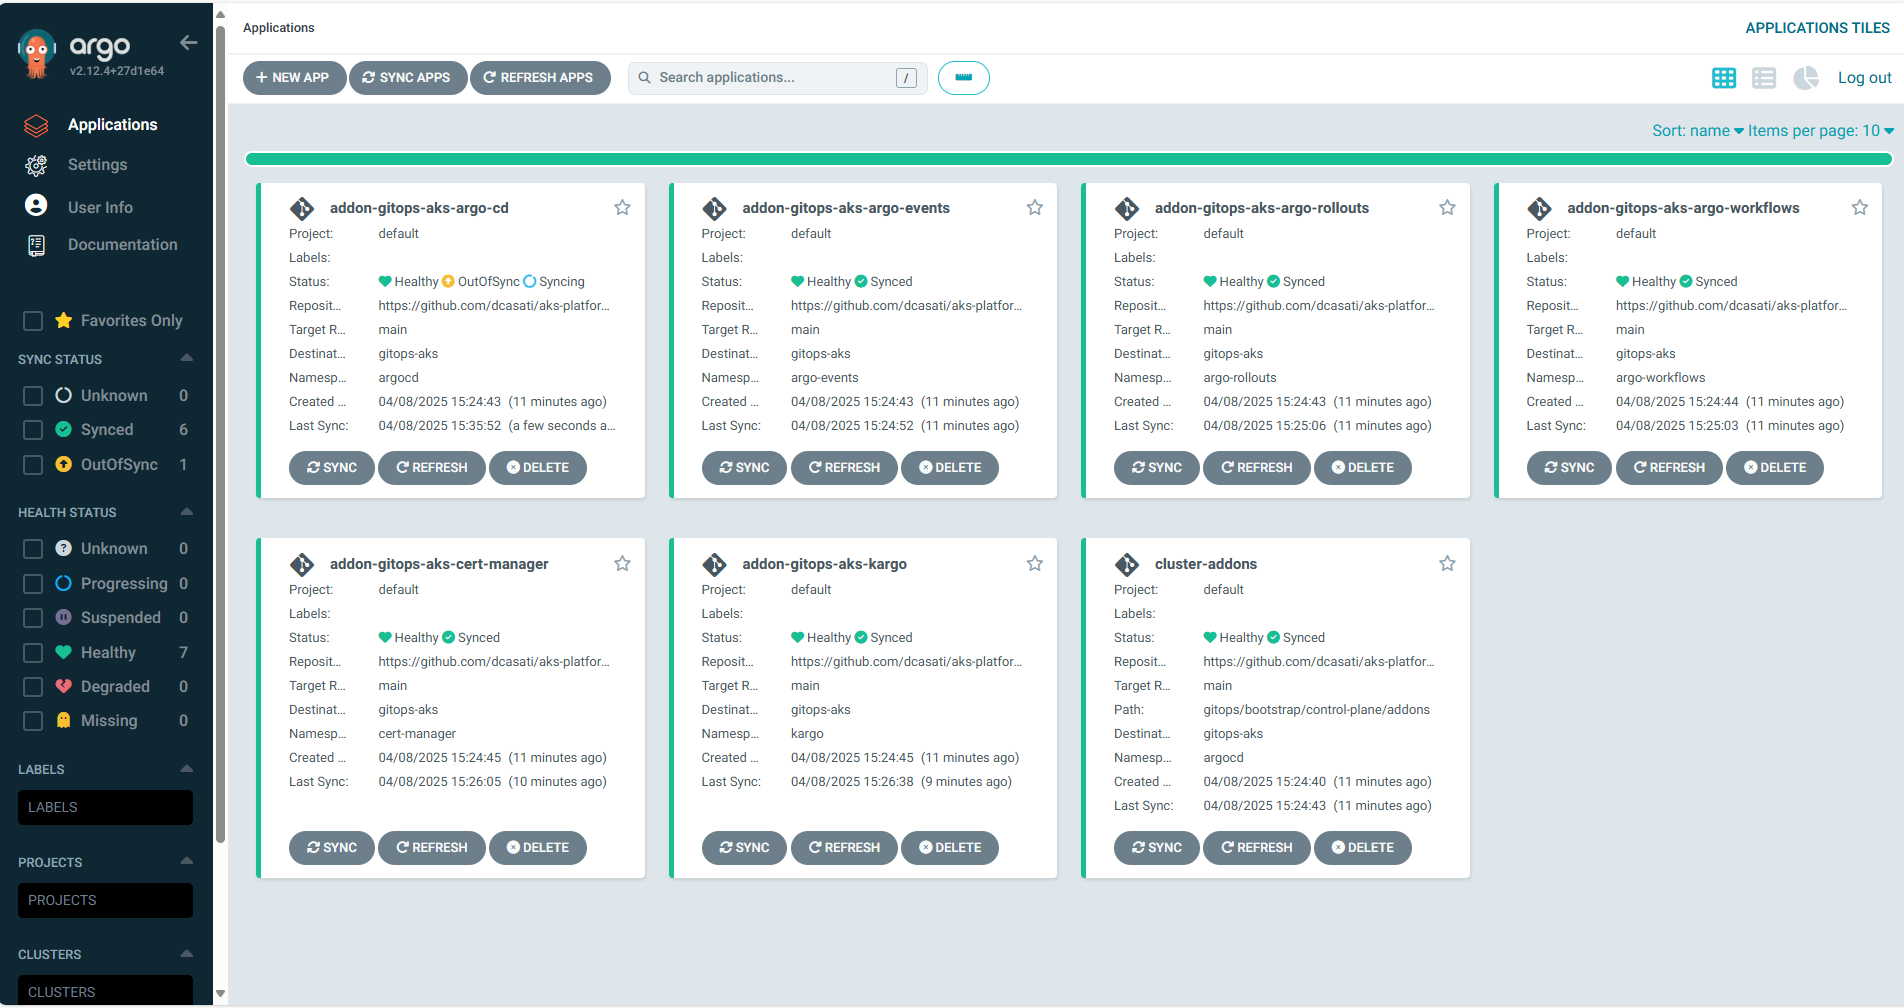 argo
v2.12.4+27d1e64
Applications
Settings
User Info
Documentation
Favorites Only
SYNC STATUS
Unknown 0
Synced 6
OutOfSync 1
HEALTH STATUS
? Unknown 0
Progressing 0
Suspended 0
Healthy 7
Degraded 0
Missing 0
LABELS
LABELS
PROJECTS
PROJECTS
CLUSTERS
CLUSTERS
Applications
APPLICATIONS TILES
+ NEW APP
SYNC APPS
REFRESH APPS
Search applications...
/
Log out
Sort: name
Items per page: 10
addon-gitops-aks-argo-cd
Project: default
Labels:
Status: Healthy OutOfSync Syncing
Reposit... https://github.com/dcasati/aks-platfor...
Target R... main
Destinat... gitops-aks
Namesp... argocd
Created ... 04/08/2025 15:24:43 (11 minutes ago)
Last Sync: 04/08/2025 15:35:52 (a few seconds a...
SYNC REFRESH DELETE
addon-gitops-aks-argo-events
Project: default
Labels:
Status: Healthy Synced
Reposit... https://github.com/dcasati/aks-platfor...
Target R... main
Destinat... gitops-aks
Namesp... argo-events
Created ... 04/08/2025 15:24:43 (11 minutes ago)
Last Sync: 04/08/2025 15:24:52 (11 minutes ago)
SYNC REFRESH DELETE
addon-gitops-aks-argo-rollouts
Project: default
Labels:
Status: Healthy Synced
Reposit... https://github.com/dcasati/aks-platfor...
Target R... main
Destinat... gitops-aks
Namesp... argo-rollouts
Created ... 04/08/2025 15:24:43 (11 minutes ago)
Last Sync: 04/08/2025 15:25:06 (11 minutes ago)
SYNC REFRESH DELETE
addon-gitops-aks-argo-workflows
Project: default
Labels:
Status: Healthy Synced
Reposit... https://github.com/dcasati/aks-platfor...
Target R... main
Destinat... gitops-aks
Namesp... argo-workflows
Created ... 04/08/2025 15:24:44 (11 minutes ago)
Last Sync: 04/08/2025 15:25:03 (11 minutes ago)
SYNC REFRESH DELETE
addon-gitops-aks-cert-manager
Project: default
Labels:
Status: Healthy Synced
Reposit... https://github.com/dcasati/aks-platfor...
Target R... main
Destinat... gitops-aks
Namesp... cert-manager
Created ... 04/08/2025 15:24:45 (11 minutes ago)
Last Sync: 04/08/2025 15:26:05 (10 minutes ago)
SYNC REFRESH DELETE
addon-gitops-aks-kargo
Project: default
Labels:
Status: Healthy Synced
Reposit... https://github.com/dcasati/aks-platfor...
Target R... main
Destinat... gitops-aks
Namesp... kargo
Created ... 04/08/2025 15:24:45 (11 minutes ago)
Last Sync: 04/08/2025 15:26:38 (9 minutes ago)
SYNC REFRESH DELETE
cluster-addons
Project: default
Labels:
Status: Healthy Synced
Reposit... https://github.com/dcasati/aks-platfor...
Target R... main
Path: gitops/bootstrap/control-plane/addons
Destinat... gitops-aks
Namesp... argocd
Created ... 04/08/2025 15:24:40 (11 minutes ago)
Last Sync: 04/08/2025 15:24:43 (11 minutes ago)
SYNC REFRESH DELETE